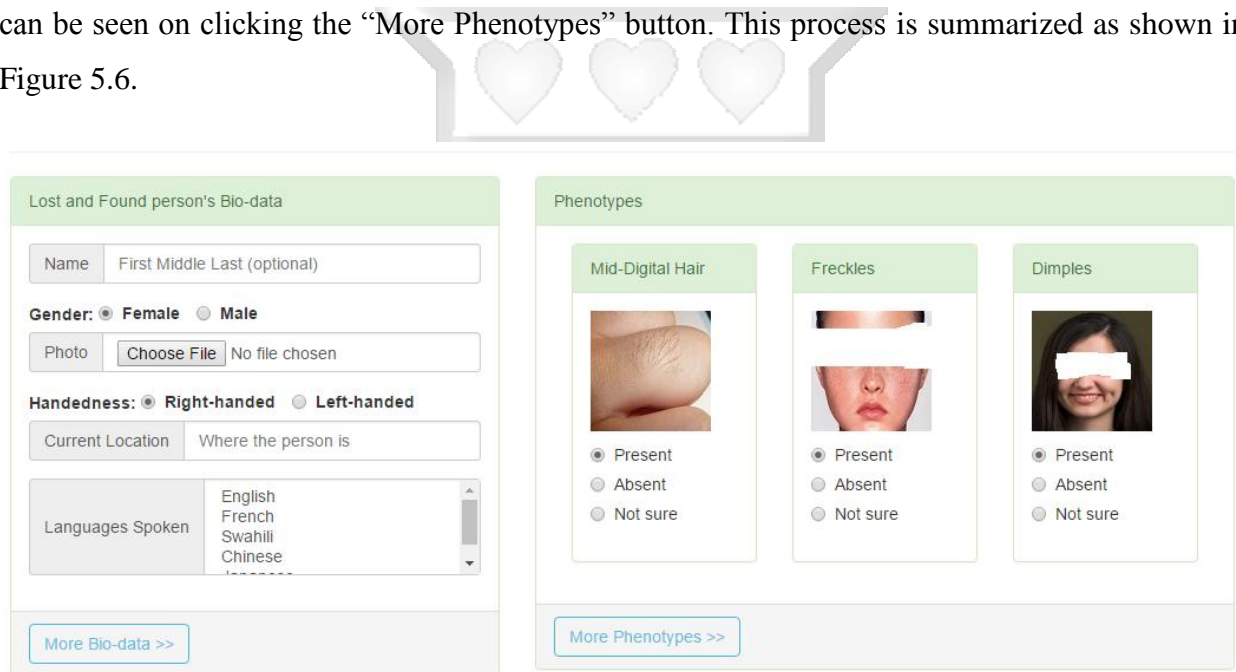 can be seen on clicking the “More Phenotypes” button. This process is summarized as shown in
Figure 5.6.
Lost and Found person's Bio-data
Name First Middle Last (optional)
Gender: Female Male
Photo Choose File No file chosen
Handedness: Right-handed Left-handed
Current Location Where the person is
Languages Spoken
English
French
Swahili
Chinese
More Bio-data >>
Phenotypes
Mid-Digital Hair
Present
Absent
Not sure
Freckles
Present
Absent
Not sure
Dimples
Present
Absent
Not sure
More Phenotypes >>